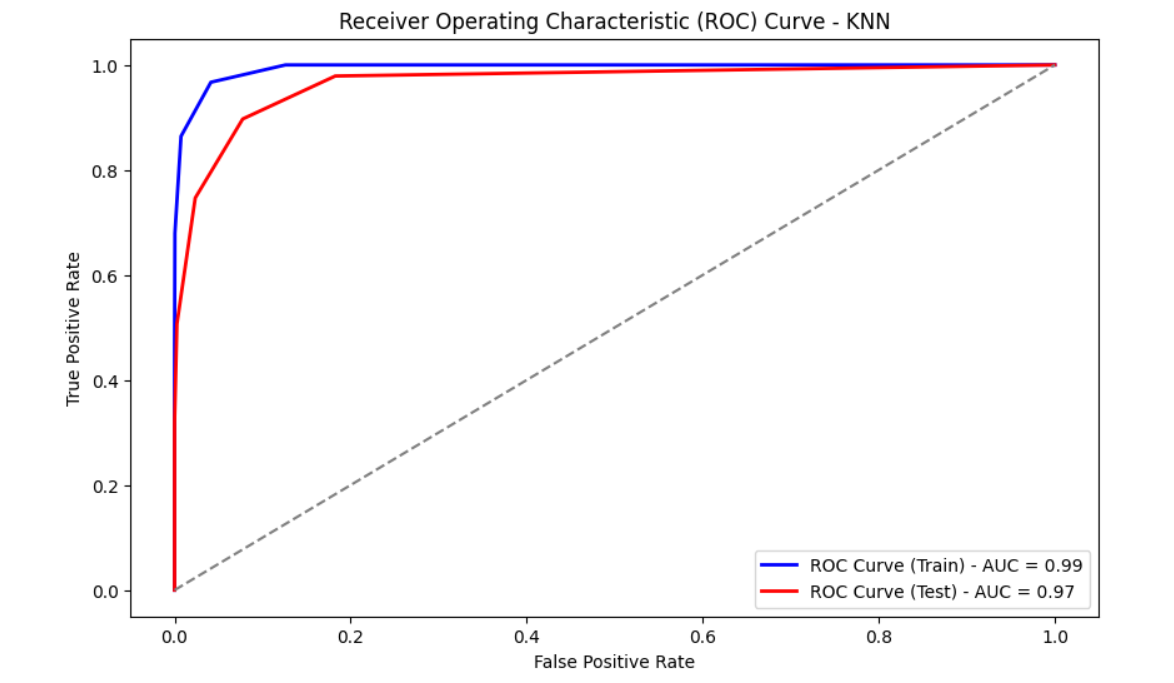 Receiver Operating Characteristic (ROC) Curve - KNN
1.0
0.8
0.6
0.4
0.2
0.0
True Positive Rate
ROC Curve (Train) - AUC = 0.99
ROC Curve (Test) - AUC = 0.97
0.0 0.2 0.4 0.6 0.8 1.0
False Positive Rate